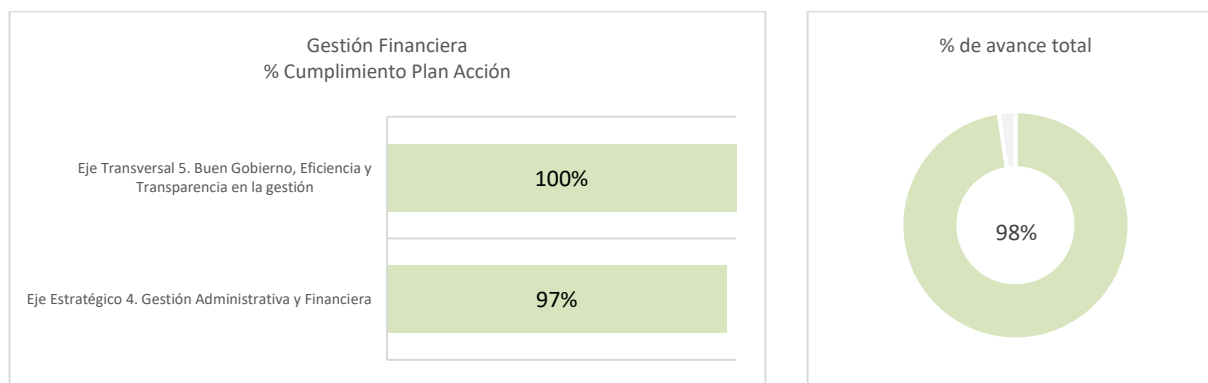 Gestión Financiera
% Cumplimiento Plan Acción
Eje Transversal 5. Buen Gobierno, Eficiencia y
Transparencia en la gestión
100%
Eje Estratégico 4. Gestión Administrativa y Financiera
97%
% de avance total
98%